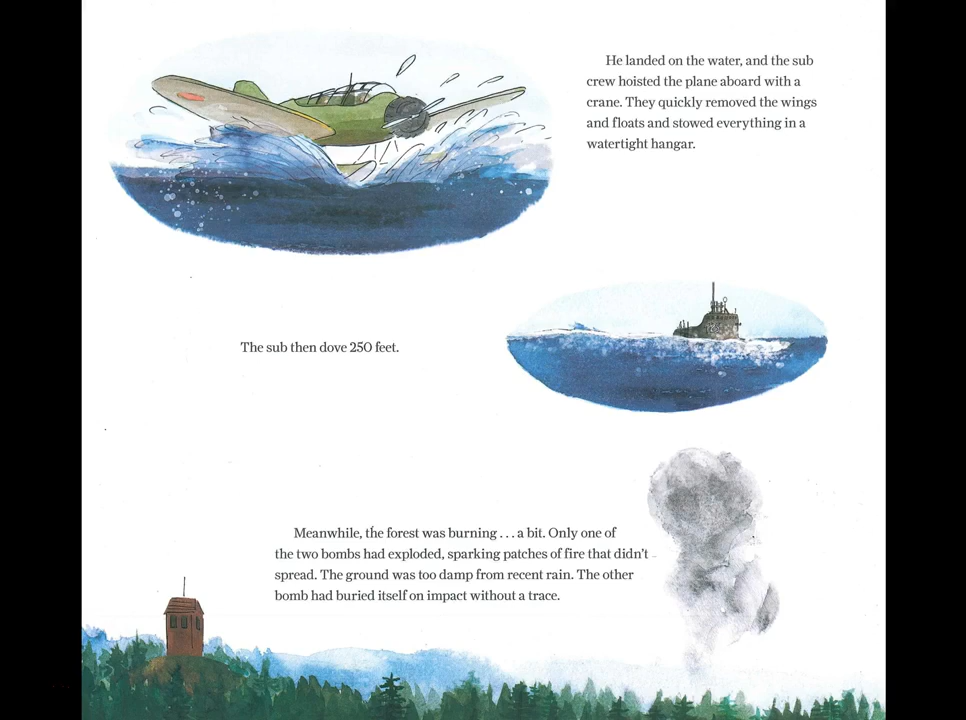 He landed on the water, and the sub
crew hoisted the plane aboard with a
crane. They quickly removed the wings
and floats and stowed everything in a
watertight hangar.
The sub then dove 250 feet.
Meanwhile, the forest was burning . . . a bit. Only one of
the two bombs had exploded, sparking patches of fire that didn't
spread. The ground was too damp from recent rain. The other
bomb had buried itself on impact without a trace.